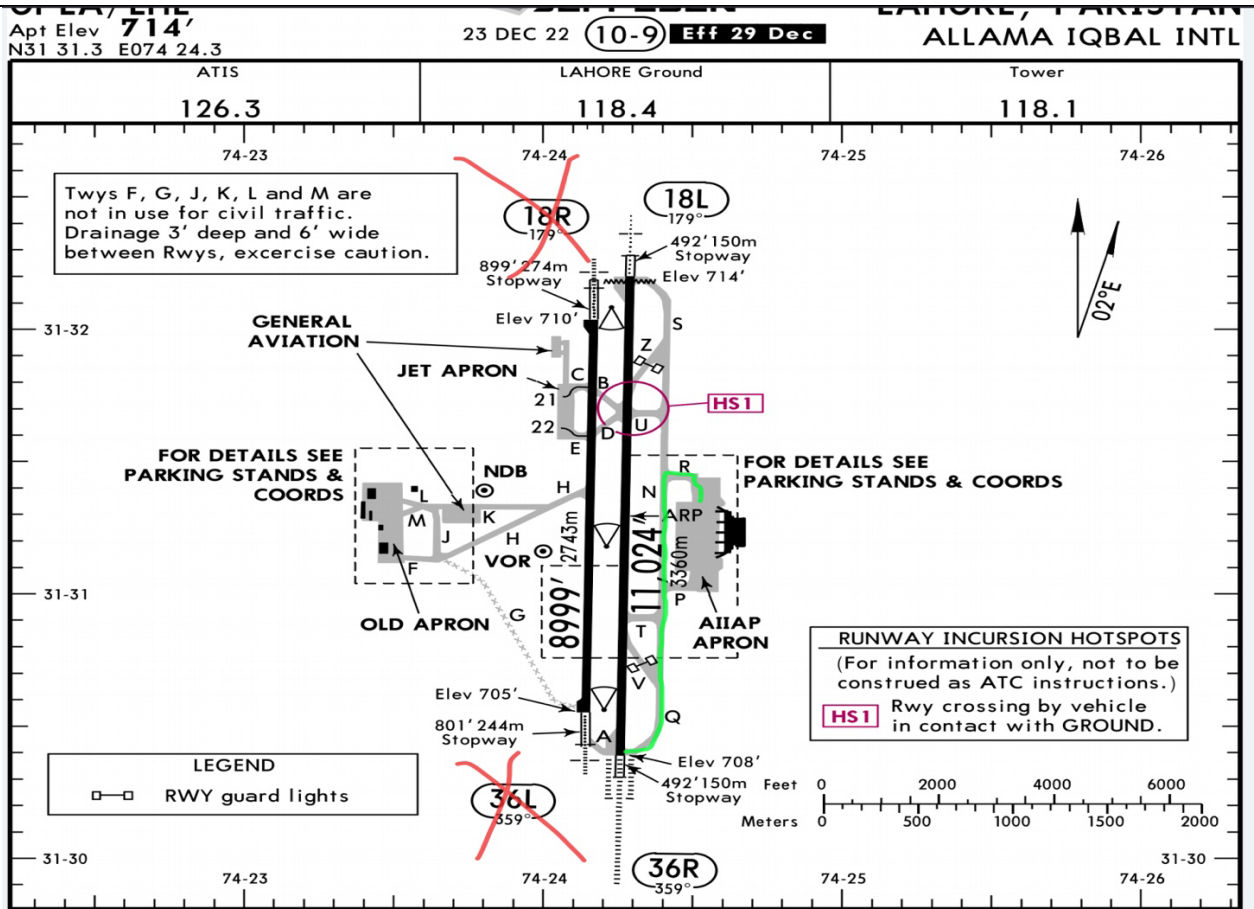 Apt Elev 714'
N31 31.3 E074 24.3
23 DEC 22 10-9 Eff 29 Dec
ALLAMA IQBAL INTL
ATIS
126.3
LAHORE Ground
118.4
Tower
118.1
74-23
74-24
74-25
74-26
Twys F, G, J, K, L and M are
not in use for civil traffic.
Drainage 3' deep and 6' wide
between Rwys, excercise caution.
18R
179°
18L
179°
492'150m
Stopway
899'274m
Stopway
Elev 714'
Elev 710'
02°E
31-32
GENERAL
AVIATION
JET APRON
S
Z
C
B
21
HS1
U
22
D
E
FOR DETAILS SEE
PARKING STANDS &
COORDS
NDB
R
FOR DETAILS SEE
PARKING STANDS & COORDS
H
N
L
M
K
J
H
ARP
VOR
F
2743m
8999'
11,024'
3360m
31-31
P
G
OLD APRON
T
AIIAP
APRON
V
Q
RUNWAY INCURSION HOTSPOTS
(For information only, not to be
construed as ATC instructions.)
HS1 Rwy crossing by vehicle
in contact with GROUND.
Elev 705'
801'244m
Stopway
A
Elev 708'
492'150m
Stopway
LEGEND
RWY guard lights
36L
359°
Feet 0 2000 4000 6000
Meters 0 500 1000 1500 2000
31-30
31-30
36R
359°
74-23
74-24
74-25
74-26